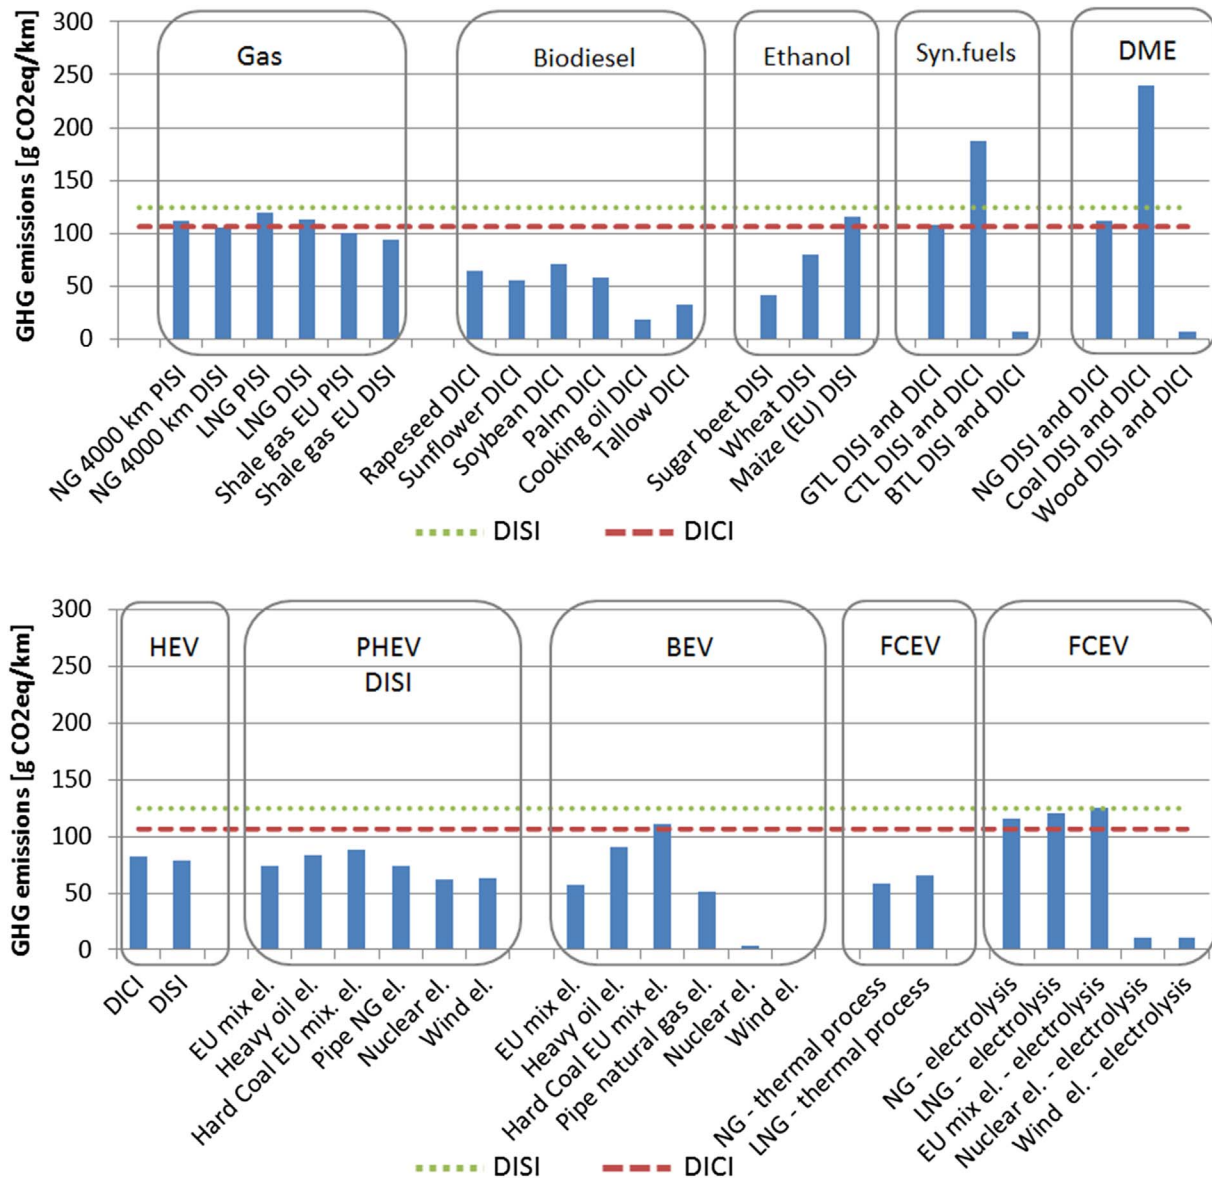 GHG emissions [g CO2eq/km]
300
250
200
150
100
50
0
Gas
Biodiesel
Ethanol
Syn.fuels
DME
NG 4000 km PISI
NG 4000 km DISI
LNG PISI
LNG DISI
Shale gas EU PISI
Shale gas EU DISI
Rapeseed DICI
Sunflower DICI
Soybean DICI
Palm DICI
Cooking oil DICI
Tallow DICI
Sugar beet DISI
Wheat DISI
Maize (EU) DISI
GTL DISI and DICI
CTL DISI and DICI
BTL DISI and DICI
NG DISI and DICI
Coal DISI and DICI
Wood DISI and DICI
DISI
DICI
GHG emissions [g CO2eq/km]
300
250
200
150
100
50
0
HEV
PHEV
DISI
BEV
FCEV
FCEV
DICI
DISI
EU mix el.
Heavy oil el.
Hard Coal EU mix. el.
Pipe NG el.
Nuclear el.
Wind el.
EU mix el.
Heavy oil el.
Hard Coal EU mix el.
Pipe natural gas el.
Nuclear el.
Wind el.
NG - thermal process
LNG - thermal process
NG - electrolysis
LNG - electrolysis
EU mix el. - electrolysis
Nuclear el. - electrolysis
Wind el. - electrolysis
DISI
DICI